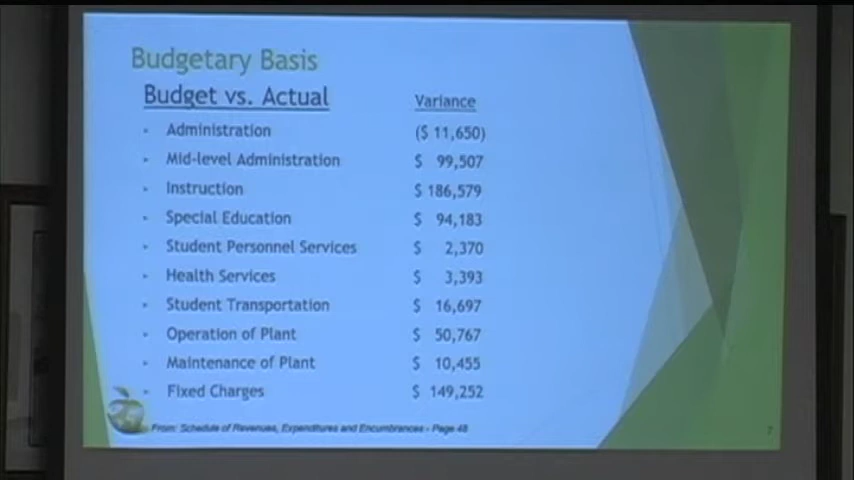 Budgetary Basis
Budget vs. Actual Variance
Administration ($ 11,650)
Mid-level Administration $ 99,507
Instruction $ 186,579
Special Education $ 94,183
Student Personnel Services $ 2,370
Health Services $ 3,393
Student Transportation $ 16,697
Operation of Plant $ 50,767
Maintenance of Plant $ 10,455
Fixed Charges $ 149,252
From: Schedule of Revenues, Expenditures and Encumbrances - Page 48
7